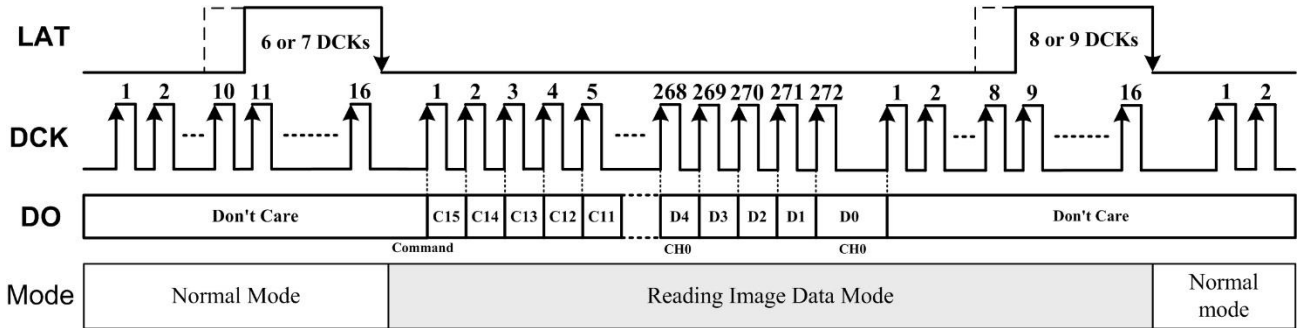 LAT
6 or 7 DCKs
8 or 9 DCKs
1 2 10 11 16 1 2 3 4 5 268 269 270 271 272 1 2 8 9 16 1 2
DCK
DO
Don't Care C15 C14 C13 C12 C11 D4 D3 D2 D1 D0 Don't Care
Command CH0 CH0
Mode
Normal Mode
Reading Image Data Mode
Normal
mode